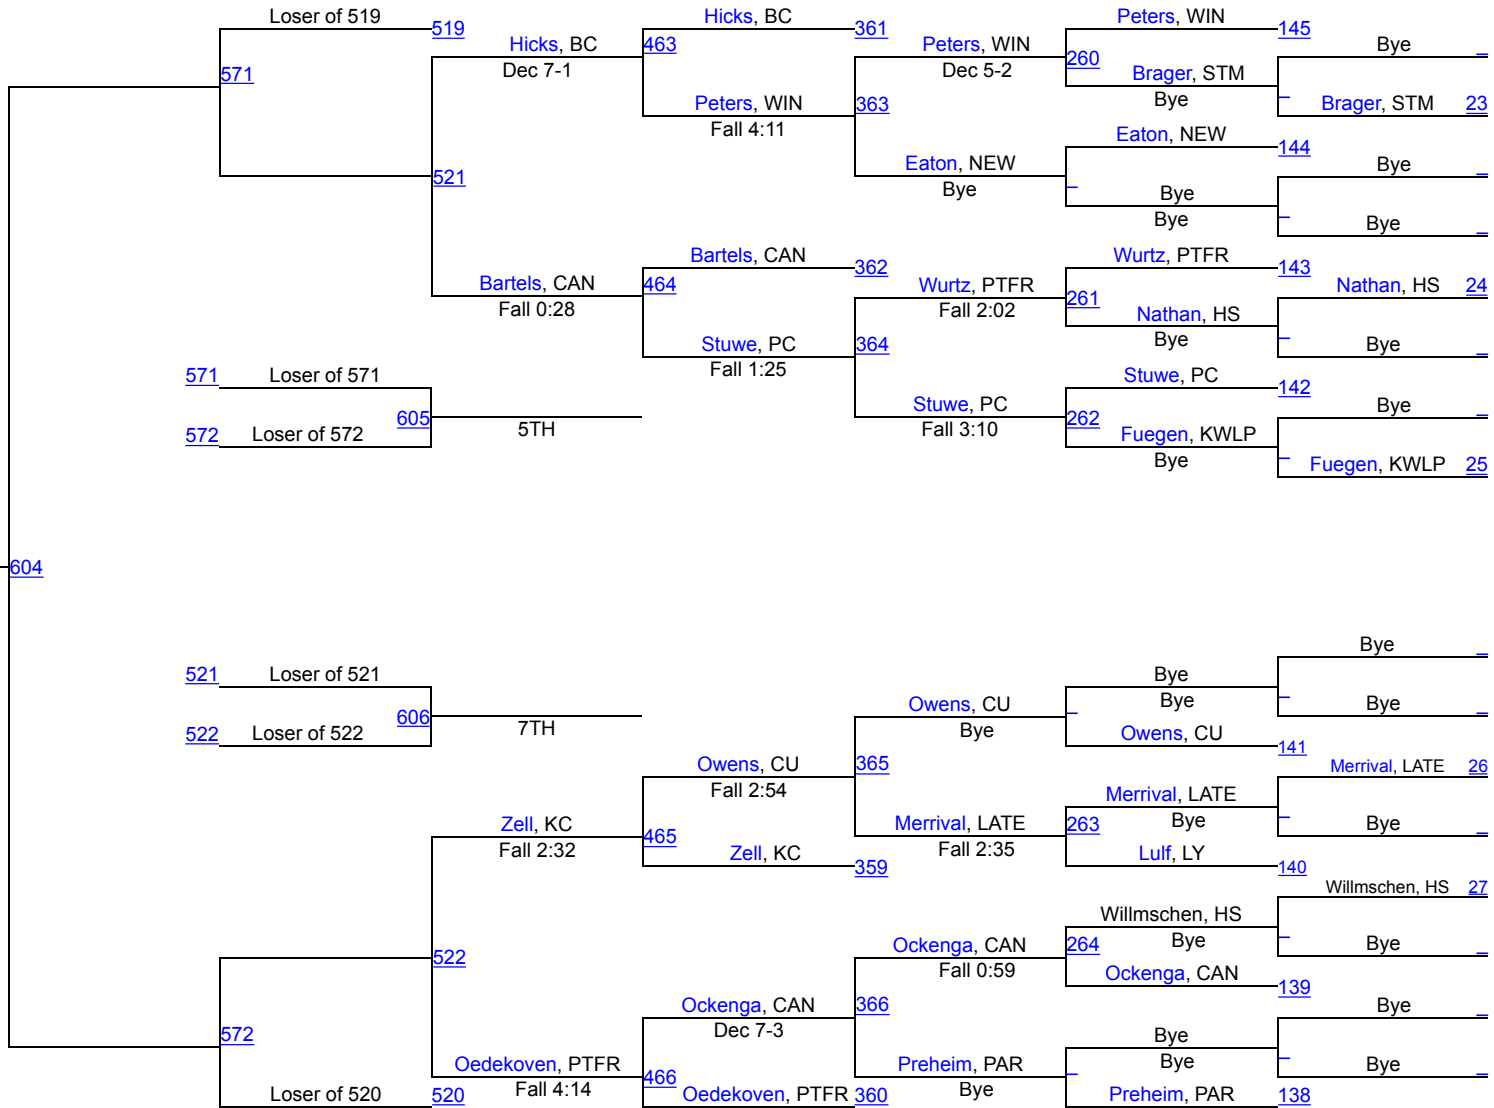 Loser of 519
519
Hicks, BC
361
Peters, WIN
145
Hicks, BC
463
Peters, WIN
Bye
Dec 7-1
260
Dec 5-2
571
Brager, STM
Peters, WIN
363
Bye
Brager, STM 23
Fall 4:11
Eaton, NEW
144
Eaton, NEW
Bye
521
Bye
Bye
Bye
Bye
Bartels, CAN
362
Wurtz, PTFR
143
Bartels, CAN
464
Wurtz, PTFR
Nathan, HS 24
Fall 0:28
261
Fall 2:02
Nathan, HS
Stuwe, PC
364
Bye
Bye
Fall 1:25
571
Loser of 571
Stuwe, PC
142
Stuwe, PC
Bye
605
5TH
262
Fall 3:10
572
Loser of 572
Fuegen, KWLP
Bye
Fuegen, KWLP 25
604
Bye
521
Loser of 521
Bye
Bye
Owens, CU
Bye
606
7TH
Bye
522
Loser of 522
Owens, CU
141
Owens, CU
365
Merrival, LATE 26
Fall 2:54
Merrival, LATE
Zell, KC
Merrival, LATE
263
Bye
Bye
Fall 2:32
465
Fall 2:35
Zell, KC
359
Lulf, LY
140
Willmschen, HS 27
Willmschen, HS
522
Ockenga, CAN
264
Bye
Bye
Fall 0:59
Ockenga, CAN
139
Ockenga, CAN
366
Bye
572
Dec 7-3
Bye
Oedekoven, PTFR
466
Preheim, PAR
Bye
Bye
Fall 4:14
Bye
Loser of 520
520
Oedekoven, PTFR 360
Preheim, PAR
138